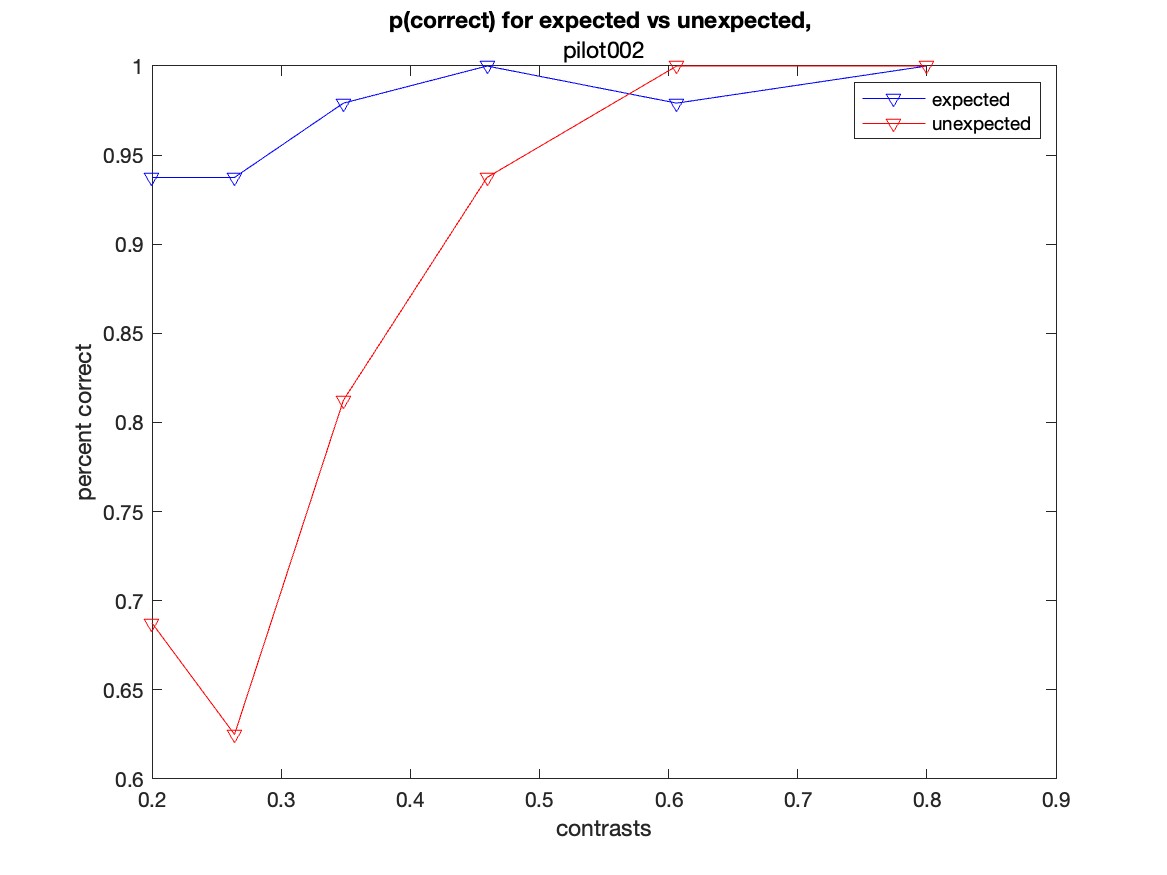 p(correct) for expected vs unexpected,
pilot002
1
0.95
0.9
0.85
0.8
0.75
0.7
0.65
0.6
percent correct
expected
unexpected
0.2 0.3 0.4 0.5 0.6 0.7 0.8 0.9
contrasts